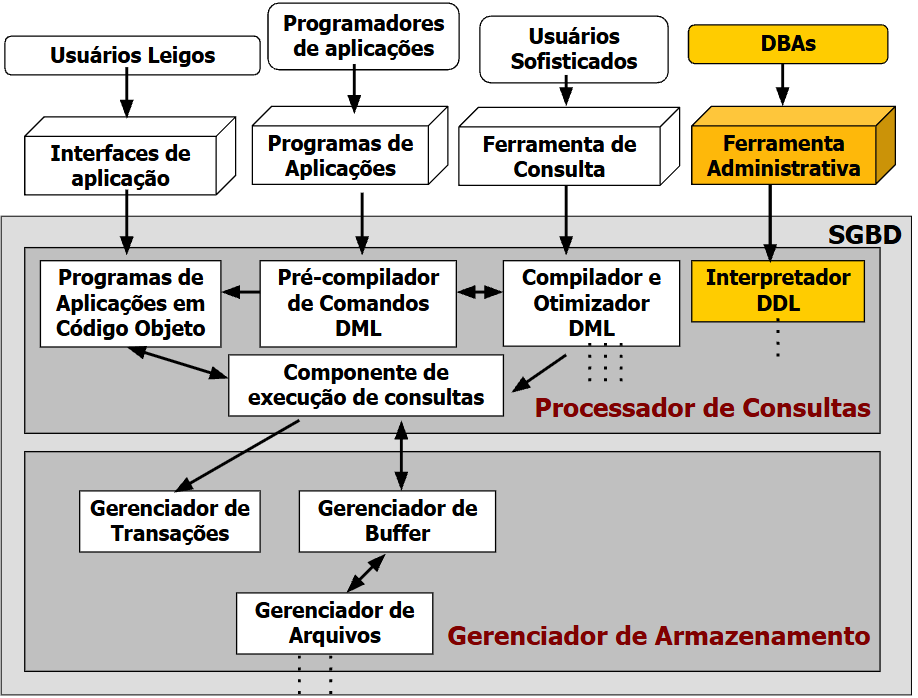 Usuários Leigos
Programadores
de aplicações
Usuários
Sofisticados
DBAs
Interfaces de
aplicação
Programas de
Aplicações
Ferramenta de
Consulta
Ferramenta
Administrativa
SGBD
Programas de
Aplicações em
Código Objeto
Pré-compilador
de Comandos
DML
Compilador e
Otimizador
DML
Interpretador
DDL
Componente de
execução de consultas
Processador de Consultas
Gerenciador de
Transações
Gerenciador de
Buffer
Gerenciador de
Arquivos
Gerenciador de Armazenamento